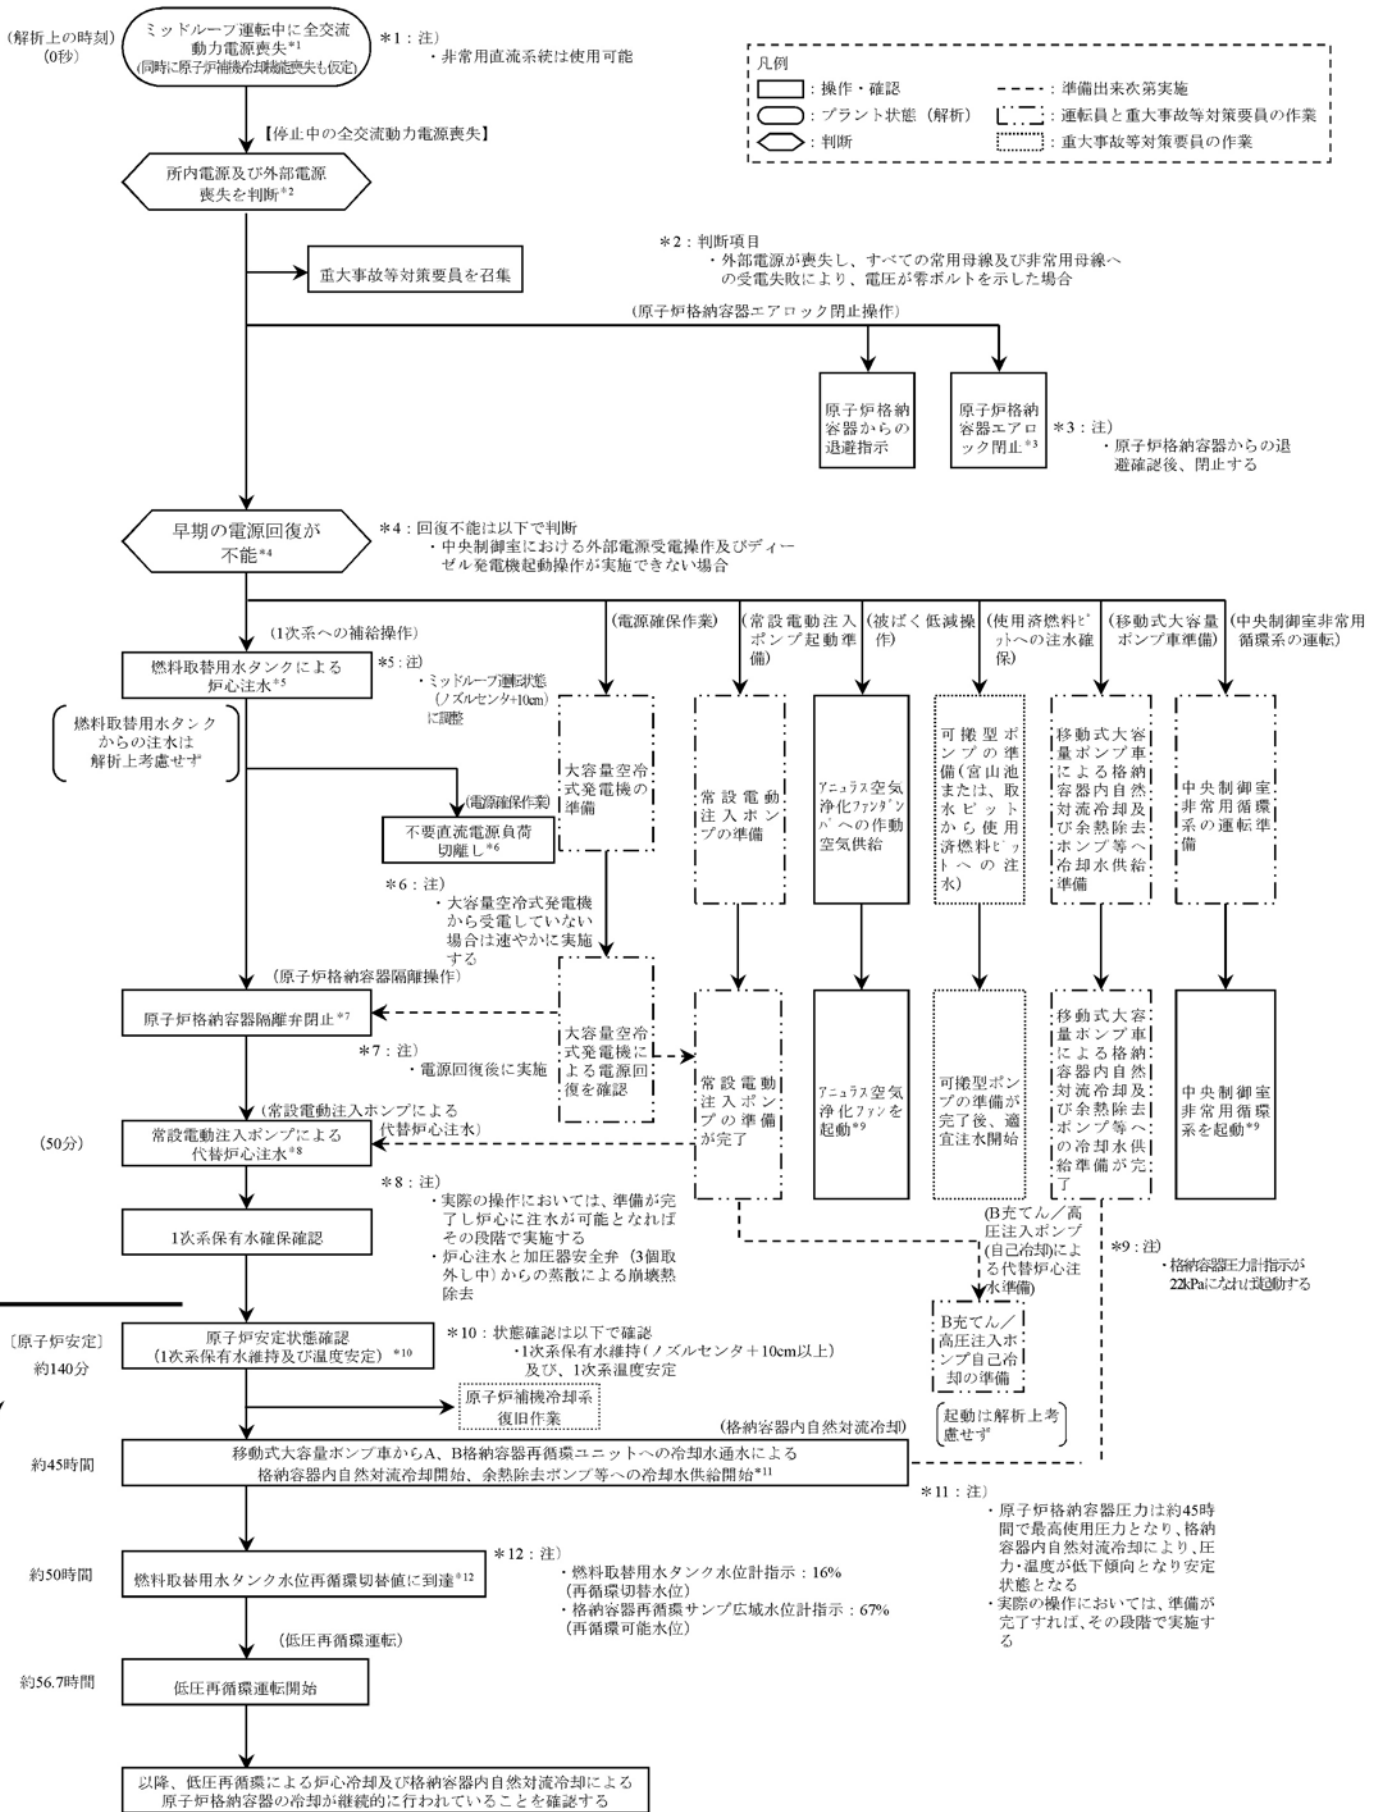 (解析上の時刻)
(0秒)
ミッドループ運転中に全交流
動力電源喪失*1
(同時に原子炉補機冷却機能喪失も仮定)
*1:注)
・非常用直流系統は使用可能
凡例
:操作・確認
:プラント状態(解析)
:判断
:準備出来次第実施
:運転員と重大事故等対策要員の作業
:重大事故等対策要員の作業
【停止中の全交流動力電源喪失】
所内電源及び外部電源
喪失を判断*2
重大事故等対策要員を召集
*2:判断項目
・外部電源が喪失し、すべての常用母線及び非常用母線へ
の受電失敗により、電圧が零ボルトを示した場合
(原子炉格納容器エアロック閉止操作)
原子炉格納
容器からの
退避指示
原子炉格納
容器エアロ
ック閉止*3
*3:注)
・原子炉格納容器からの退
避確認後、閉止する
早期の電源回復が
不能*4
*4:回復不能は以下で判断
・中央制御室における外部電源受電操作及びディー
ゼル発電機起動操作が実施できない場合
(1次系への補給操作)
燃料取替用水タンクによる
炉心注水*5
*5:注)
・ミッドループ運転状態
(ノズルセンタ+10cm)
に調整
燃料取替用水タンク
からの注水は
解析上考慮せず
(電源確保作業)
不要直流電源負荷
切離し*6
*6:注)
・大容量空冷式発電機
から受電していない
場合は速やかに実施
する
(電源確保作業)
大容量空冷
式発電機の
準備
大容量空冷
式発電機に
よる電源回
復を確認
(常設電動注入
ポンプ起動準
備)
常設電動
注入ポン
プの準備
常設電動
注入ポン
プの準備
が完了
(被ばく低減操
作)
アニュラス空気
浄化ファンダン
パへの作動
空気供給
アニュラス空気
浄化ファンを
起動*9
(使用済燃料ピ
ットへの注水確
保)
可搬型ポ
ンプの準
備(宮山池
または、取
水ピット
から使用
済燃料ピッ
トへの注
水)
可搬型ポン
プの準備が
完了後、適
宜注水開始
(移動式大容量
ポンプ車準備)
移動式大容
量ポンプ車
による格納
容器内自然
対流冷却及
び余熱除去
ポンプ等へ
冷却水供給
準備
移動式大容
量ポンプ車
による格納
容器内自然
対流冷却及
び余熱除去
ポンプ等へ
の冷却水供
給準備が完
了
(中央制御室非常用
循環系の運転)
中央制御室
非常用循環
系の運転準
備
中央制御室
非常用循環
系を起動*9
(原子炉格納容器隔離操作)
原子炉格納容器隔離弁閉止*7
*7:注)
・電源回復後に実施
(常設電動注入ポンプによる
代替炉心注水)
(50分)
常設電動注入ポンプによる
代替炉心注水*8
*8:注)
・実際の操作においては、準備が完
了し炉心に注水が可能となれば
その段階で実施する
・炉心注水と加圧器安全弁(3個取
外し中)からの蒸散による崩壊熱
除去
1次系保有水確保確認
(B充てん/高
圧注入ポンプ
(自己冷却)によ
る代替炉心注
水準備)
B充てん/
高圧注入ポ
ンプ自己冷
却の準備
起動は解析上考
慮せず
*9:注)
・格納容器圧力計指示が
22kPaになれば起動する
〔原子炉安定〕
約140分
原子炉安定状態確認
(1次系保有水維持及び温度安定)*10
*10:状態確認は以下で確認
・1次系保有水維持(ノズルセンタ+10cm以上)
及び、1次系温度安定
原子炉補機冷却系
復旧作業
(格納容器内自然対流冷却)
約45時間
移動式大容量ポンプ車からA、B格納容器再循環ユニットへの冷却水通水による
格納容器内自然対流冷却開始、余熱除去ポンプ等への冷却水供給開始*11
*11:注)
・原子炉格納容器圧力は約45時
間で最高使用圧力となり、格納
容器内自然対流冷却により、圧
力・温度が低下傾向となり安定
状態となる
・実際の操作においては、準備が
完了すれば、その段階で実施す
る
約50時間
燃料取替用水タンク水位再循環切替値に到達*12
*12:注)
・燃料取替用水タンク水位計指示:16%
(再循環切替水位)
・格納容器再循環サンプ広域水位計指示:67%
(再循環可能水位)
(低圧再循環運転)
約56.7時間
低圧再循環運転開始
以降、低圧再循環による炉心冷却及び格納容器内自然対流冷却による
原子炉格納容器の冷却が継続的に行われていることを確認する